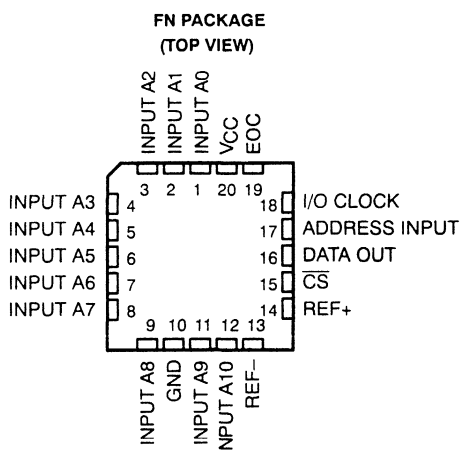 FN PACKAGE
(TOP VIEW)
INPUT A2
INPUT A1
INPUT A0
VCC
EOC
3 2 1 20 19
INPUT A3 4
INPUT A4 5
INPUT A5 6
INPUT A6 7
INPUT A7 8
18 I/O CLOCK
17 ADDRESS INPUT
16 DATA OUT
15 CS
14 REF+
9 10 11 12 13
INPUT A8
GND
INPUT A9
NPUT A10
REF−